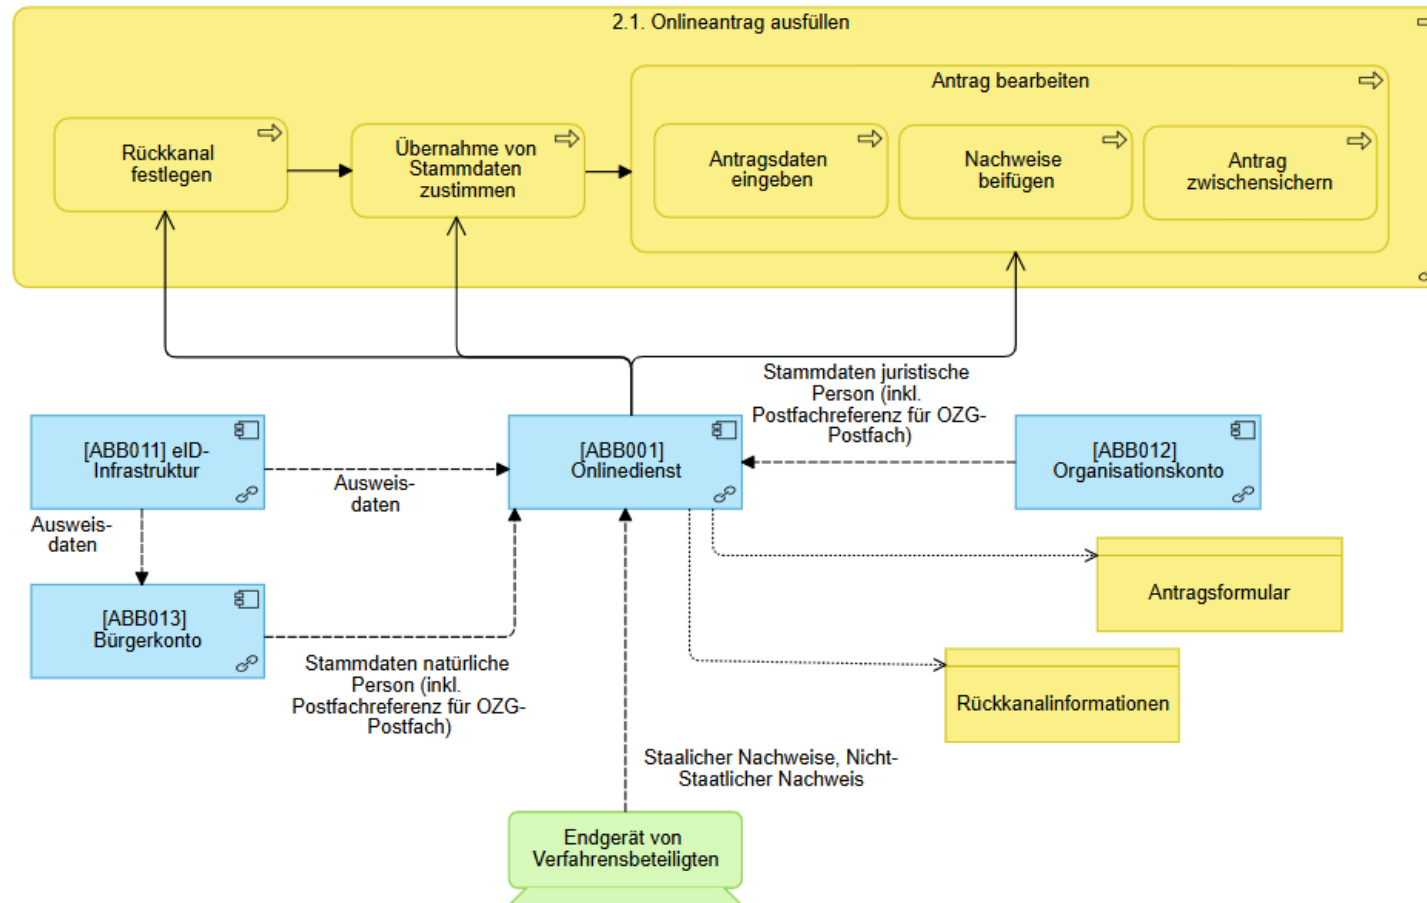 2.1. Onlineantrag ausfüllen
Antrag bearbeiten
Rückkanal
festlegen
Übernahme von
Stammdaten
zustimmen
Antragsdaten
eingeben
Nachweise
beifügen
Antrag
zwischensichern
Stammdaten juristische
Person (inkl.
Postfachreferenz für OZG-
Postfach)
[ABB011] eID-
Infrastruktur
Ausweis-
daten
[ABB001]
Onlinedienst
[ABB012]
Organisationskonto
Ausweis-
daten
[ABB013]
Bürgerkonto
Stammdaten natürliche
Person (inkl.
Postfachreferenz für OZG-
Postfach)
Antragsformular
Rückkanalinformationen
Staalicher Nachweise, Nicht-
Staatlicher Nachweis
Endgerät von
Verfahrensbeteiligten